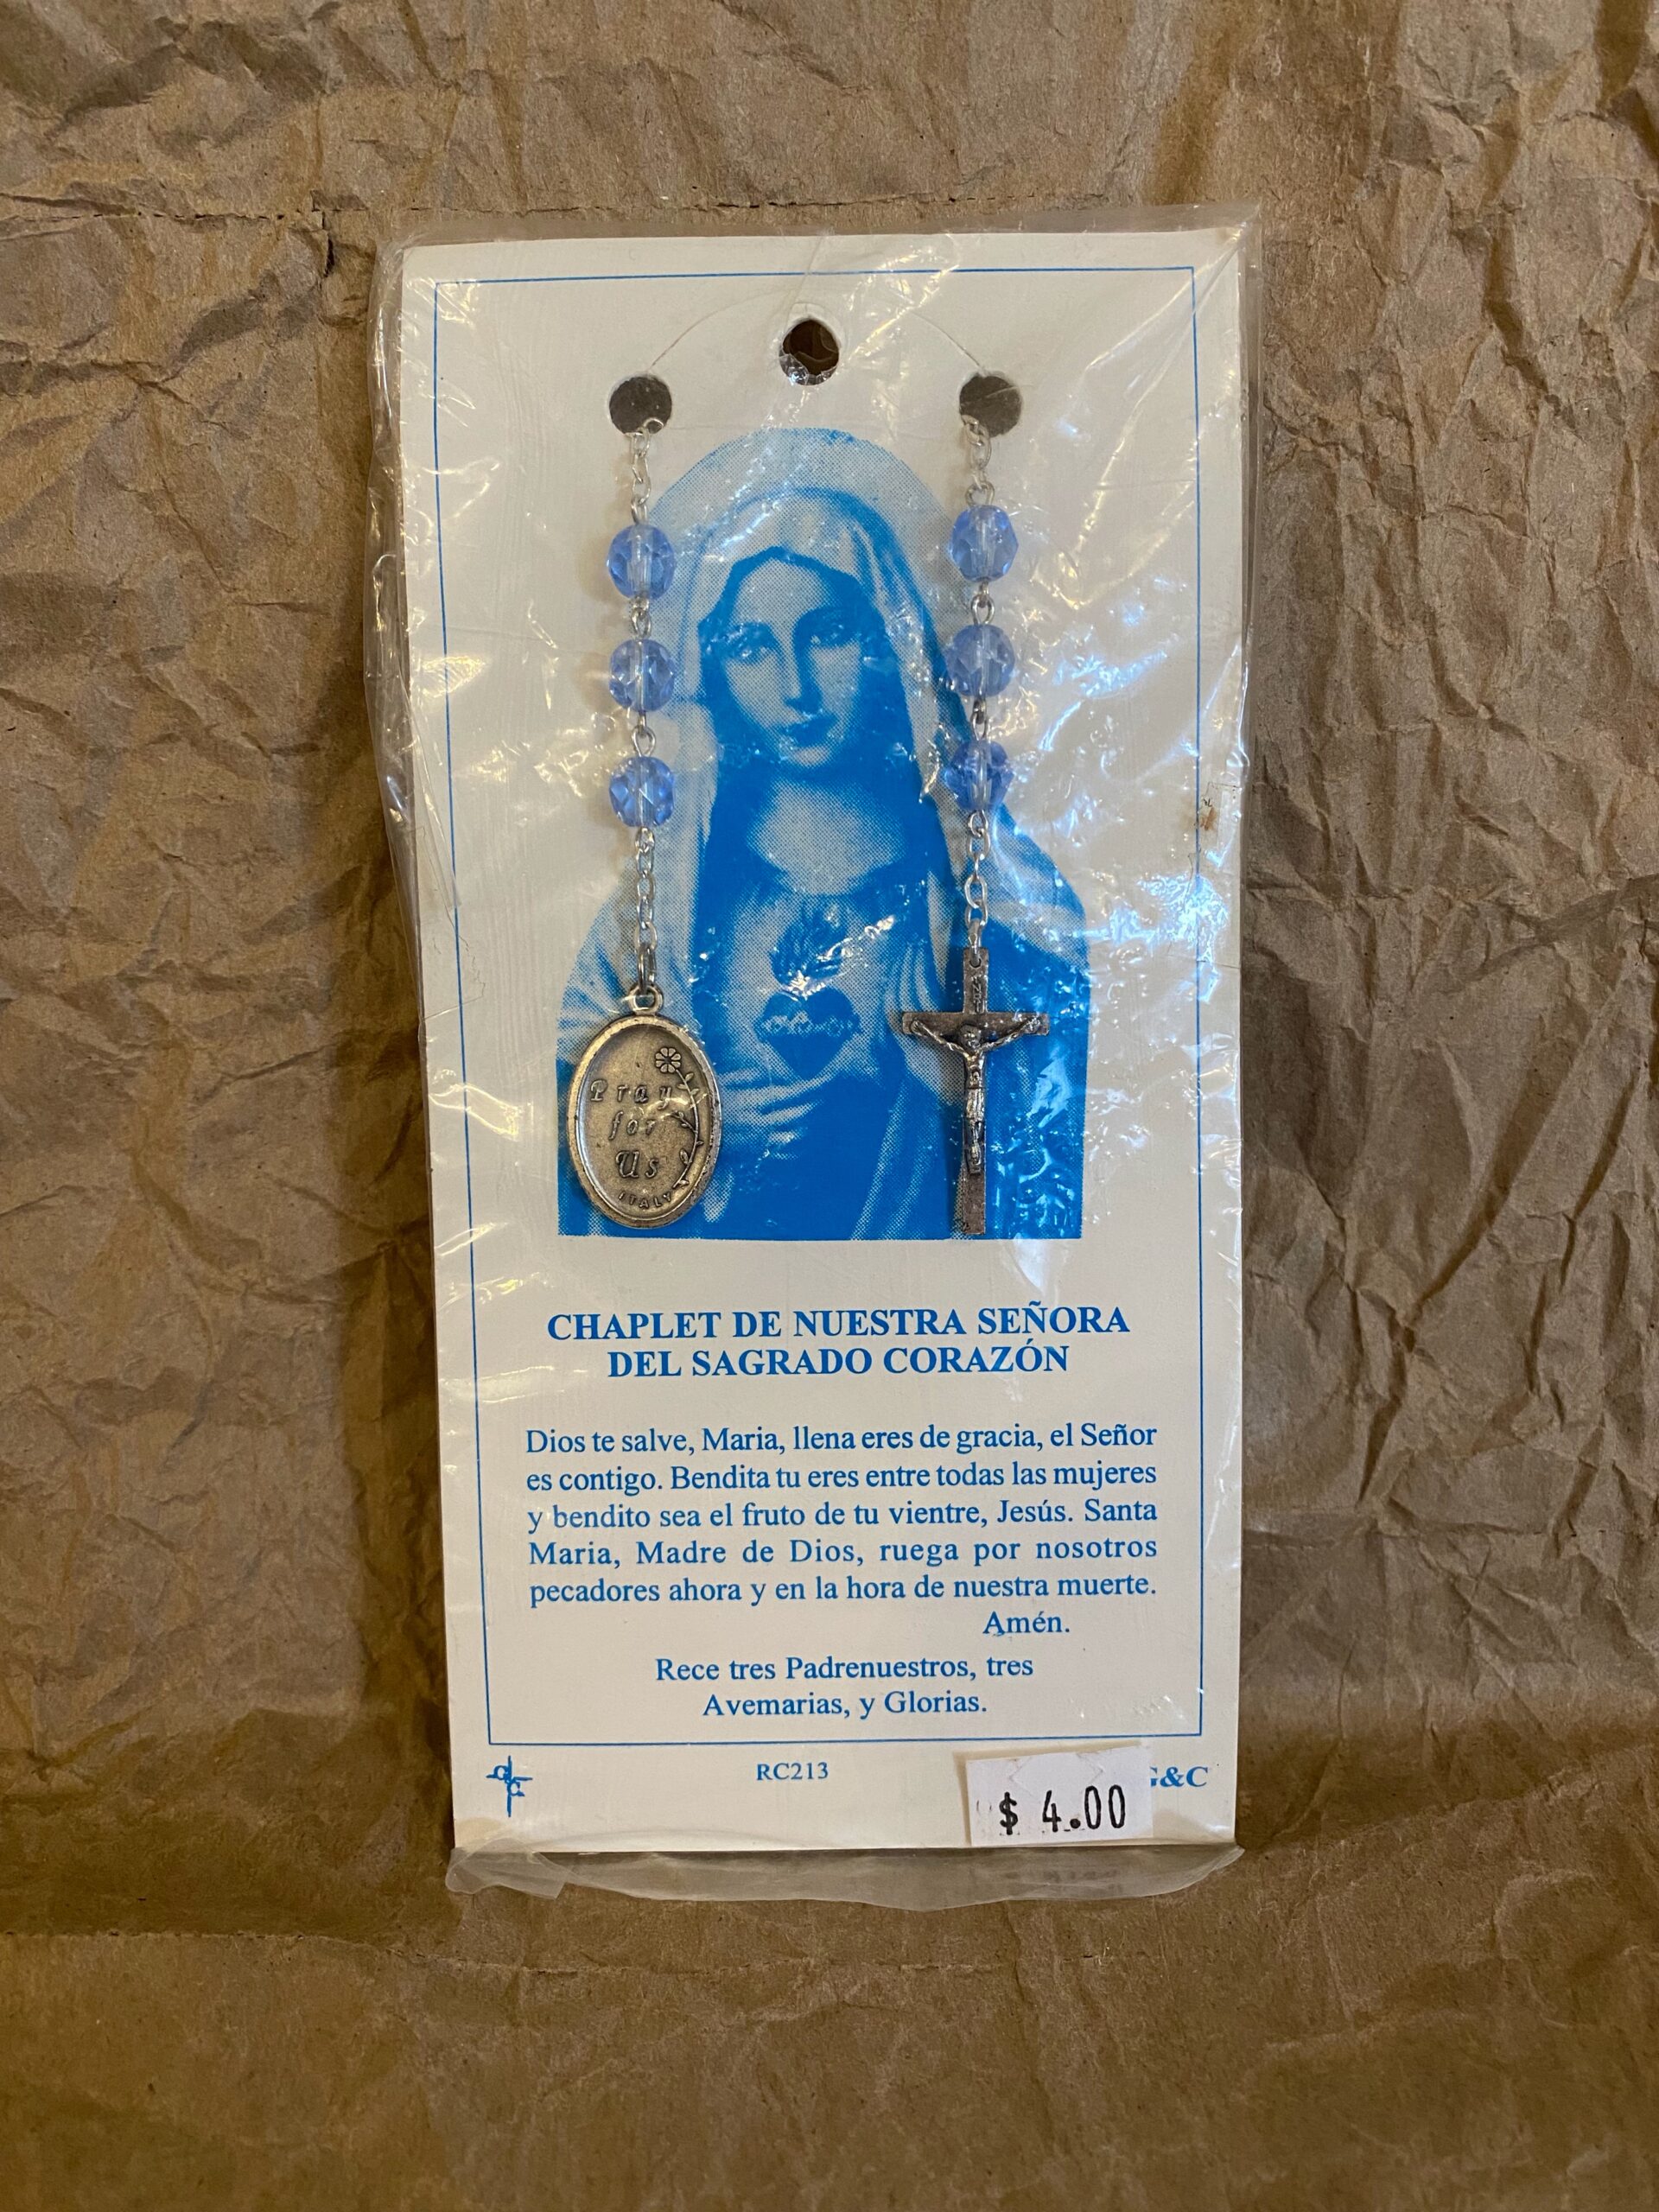 Pray
for
Us
ITALY
CHAPLET DE NUESTRA SEÑORA
DEL SAGRADO CORAZÓN
Dios te salve, Maria, llena eres de gracia, el Señor
es contigo. Bendita tu eres entre todas las mujeres
y bendito sea el fruto de tu vientre, Jesús. Santa
Maria, Madre de Dios, ruega por nosotros
pecadores ahora y en la hora de nuestra muerte.
Amén.
Rece tres Padrenuestros, tres
Avemarias, y Glorias.
RC213
G&C
$ 4.00